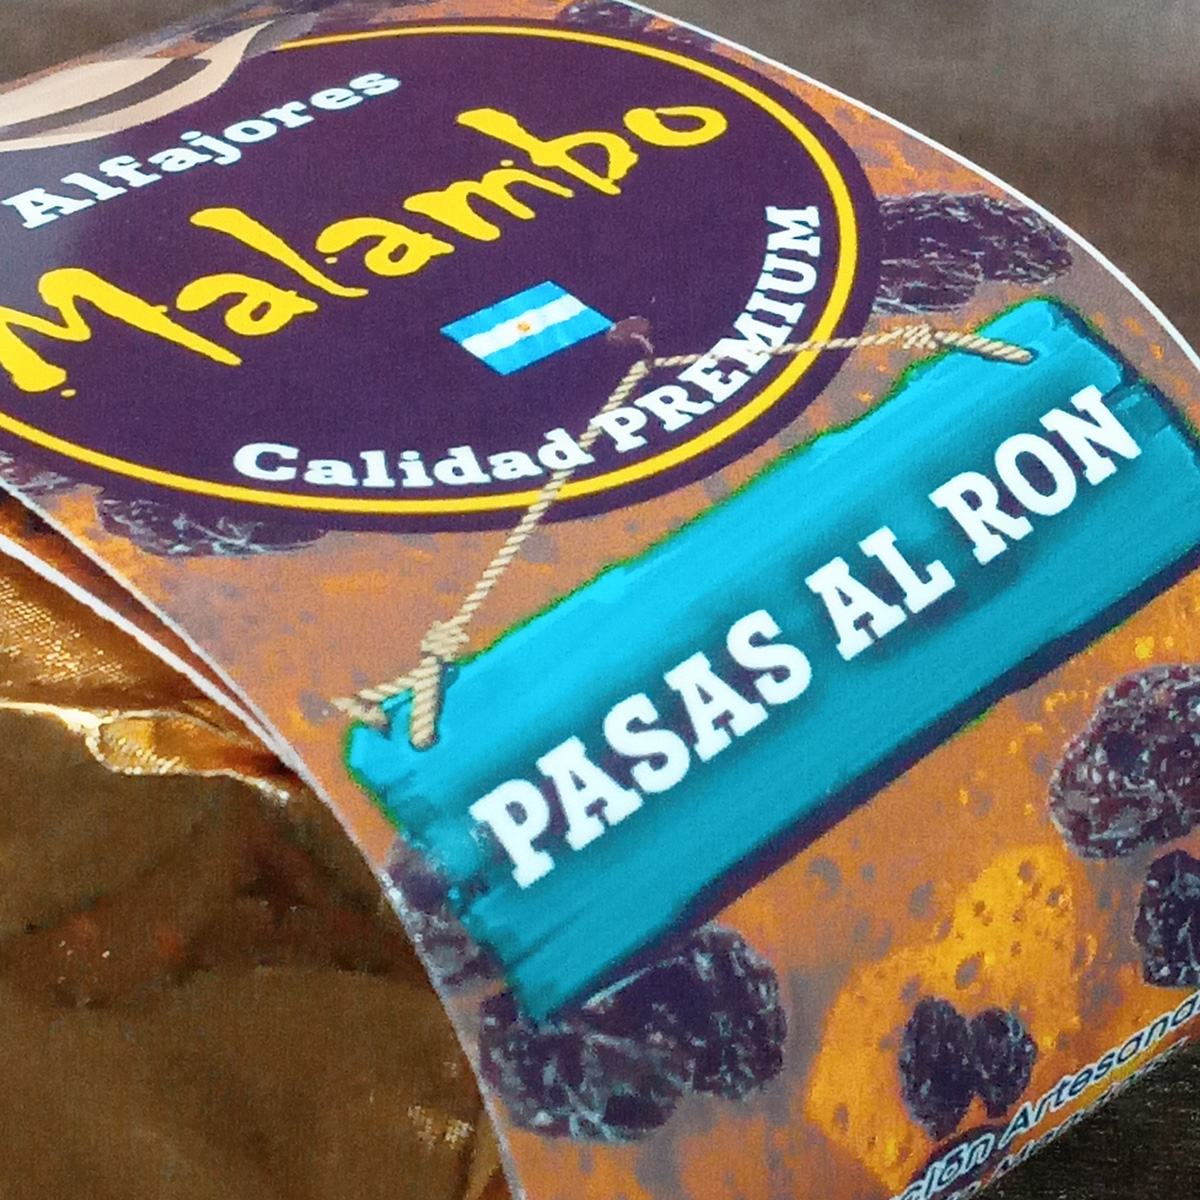 Alfajores
Malambo
Calidad PREMIUM
PASAS AL RON